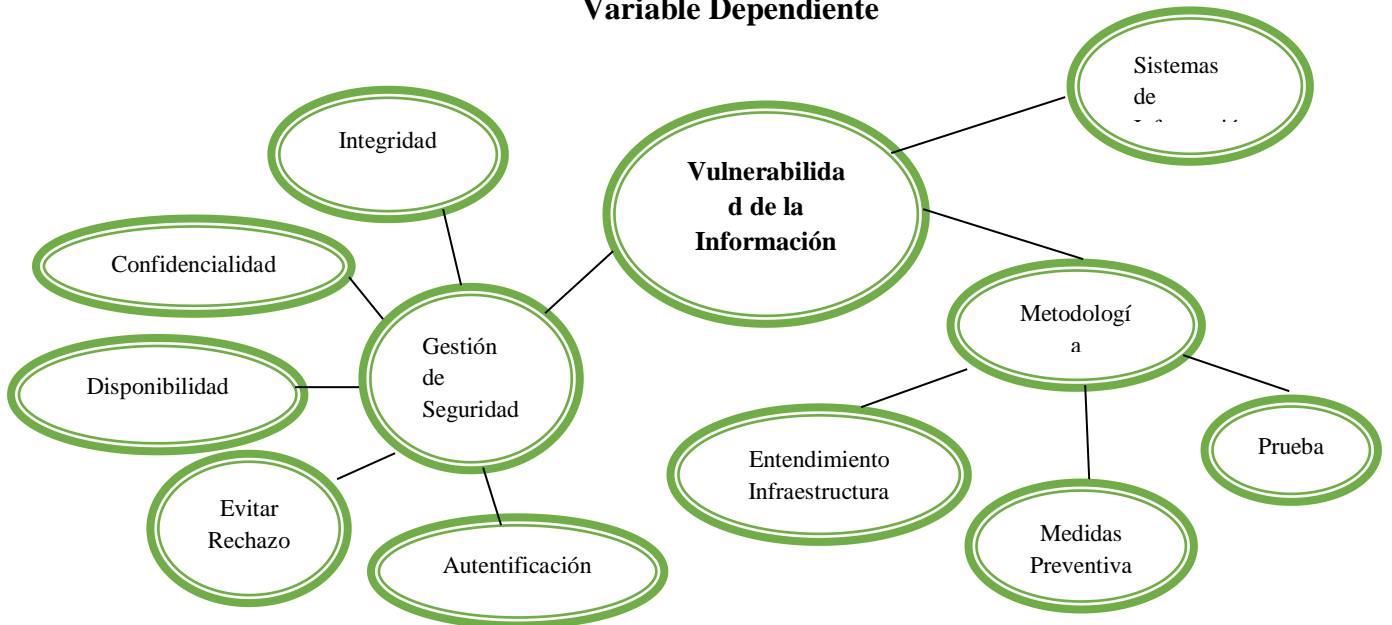 Variable Dependiente
Sistemas
de
Integridad
Vulnerabilida
d de la
Información
Confidencialidad
Metodologí
a
Gestión
de
Seguridad
Disponibilidad
Prueba
Entendimiento
Infraestructura
Evitar
Rechazo
Medidas
Preventiva
Autentificación